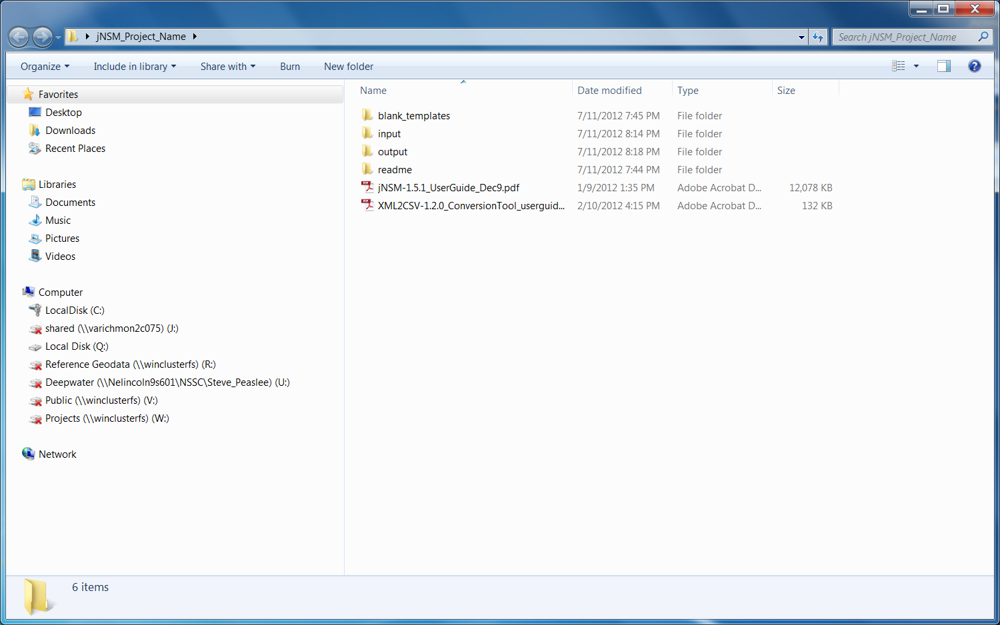 jNSM_Project_Name
Search jNSM_Project_Name
Organize Include in library Share with Burn New folder
Favorites
Desktop
Downloads
Recent Places
Libraries
Documents
Music
Pictures
Videos
Computer
LocalDisk (C:)
shared (\\varichmon2c075) (J:)
Local Disk (Q:)
Reference Geodata (\\winclusterfs) (R:)
Deepwater (\\Nelincoln9s601\NSSC\Steve_Peaslee) (U:)
Public (\\winclusterfs) (V:)
Projects (\\winclusterfs) (W:)
Network
Name Date modified Type Size
blank_templates 7/11/2012 7:45 PM File folder
input 7/11/2012 8:14 PM File folder
output 7/11/2012 8:18 PM File folder
readme 7/11/2012 7:44 PM File folder
jNSM-1.5.1_UserGuide_Dec9.pdf 1/9/2012 1:35 PM Adobe Acrobat D... 12,078 KB
XML2CSV-1.2.0_ConversionTool_userguid... 2/10/2012 4:15 PM Adobe Acrobat D... 132 KB
6 items